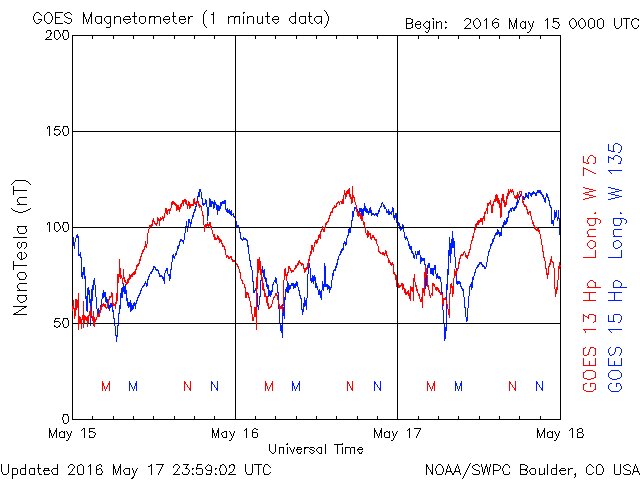 GOES Magnetometer (1 minute data)
Begin: 2016 May 15 0000 UTC
200
150
100
50
0
NanoTesla (nT)
M M N N M M N N M M N N
May 15 May 16 May 17 May 18
Universal Time
GOES 13 Hp Long. W 75
GOES 15 Hp Long. W 135
Updated 2016 May 17 23:59:02 UTC
NOAA/SWPC Boulder, CO USA